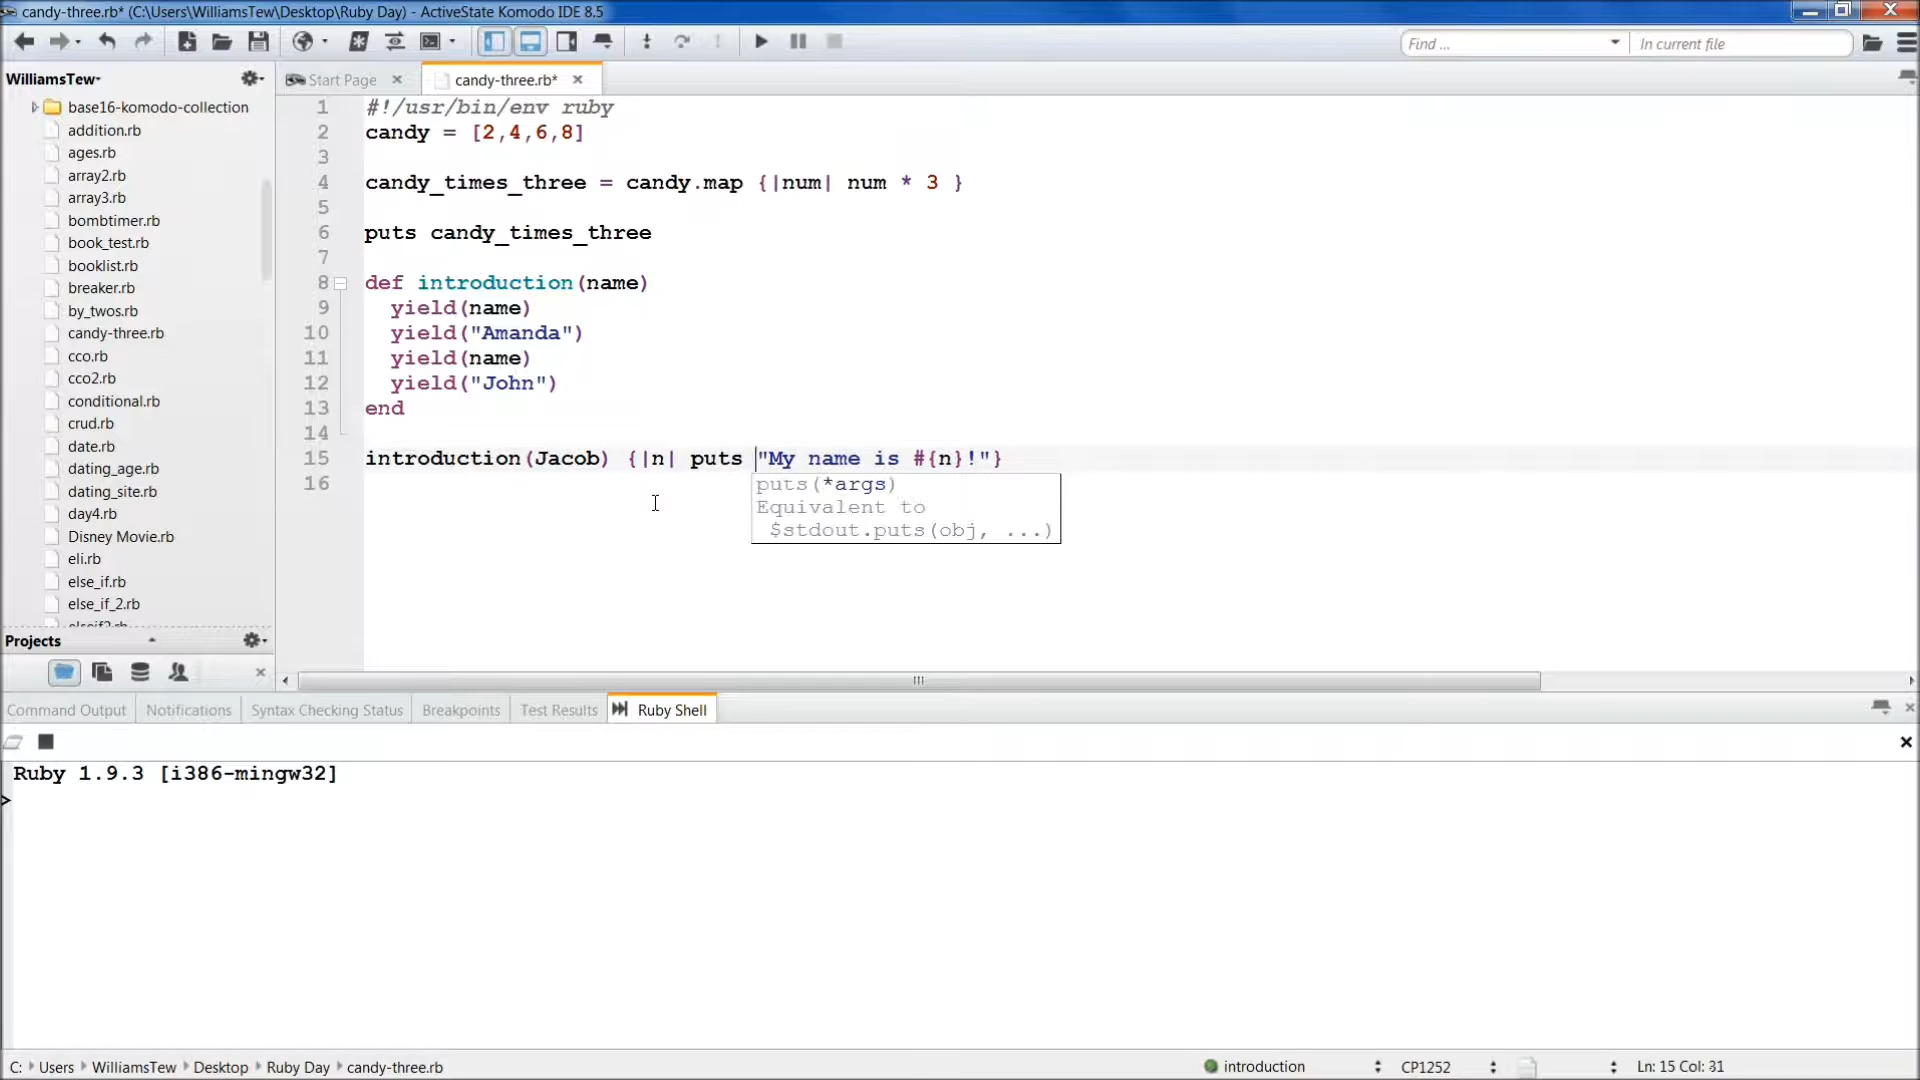 candy-three.rb* (C:\Users\WilliamsTew\Desktop\Ruby Day) - ActiveState Komodo IDE 8.5
Find ...
In current file
WilliamsTew
Start Page
candy-three.rb*
base16-komodo-collection
addition.rb
ages.rb
array2.rb
array3.rb
bombtimer.rb
book_test.rb
booklist.rb
breaker.rb
by_twos.rb
candy-three.rb
cco.rb
cco2.rb
conditional.rb
crud.rb
date.rb
dating_age.rb
dating_site.rb
day4.rb
Disney Movie.rb
eli.rb
else_if.rb
else_if_2.rb
elseif2.rb
Projects
1 #!/usr/bin/env ruby
2 candy = [2,4,6,8]
3
4 candy_times_three = candy.map {|num| num * 3 }
5
6 puts candy_times_three
7
8 def introduction(name)
9 yield(name)
10 yield("Amanda")
11 yield(name)
12 yield("John")
13 end
14
15 introduction(Jacob) {|n| puts "My name is #{n}!"}
16
puts(*args)
Equivalent to
$stdout.puts(obj, ...)
Command Output
Notifications
Syntax Checking Status
Breakpoints
Test Results
Ruby Shell
Ruby 1.9.3 [i386-mingw32]
>
C: Users WilliamsTew Desktop Ruby Day candy-three.rb
introduction
CP1252
Ln: 15 Col: 31